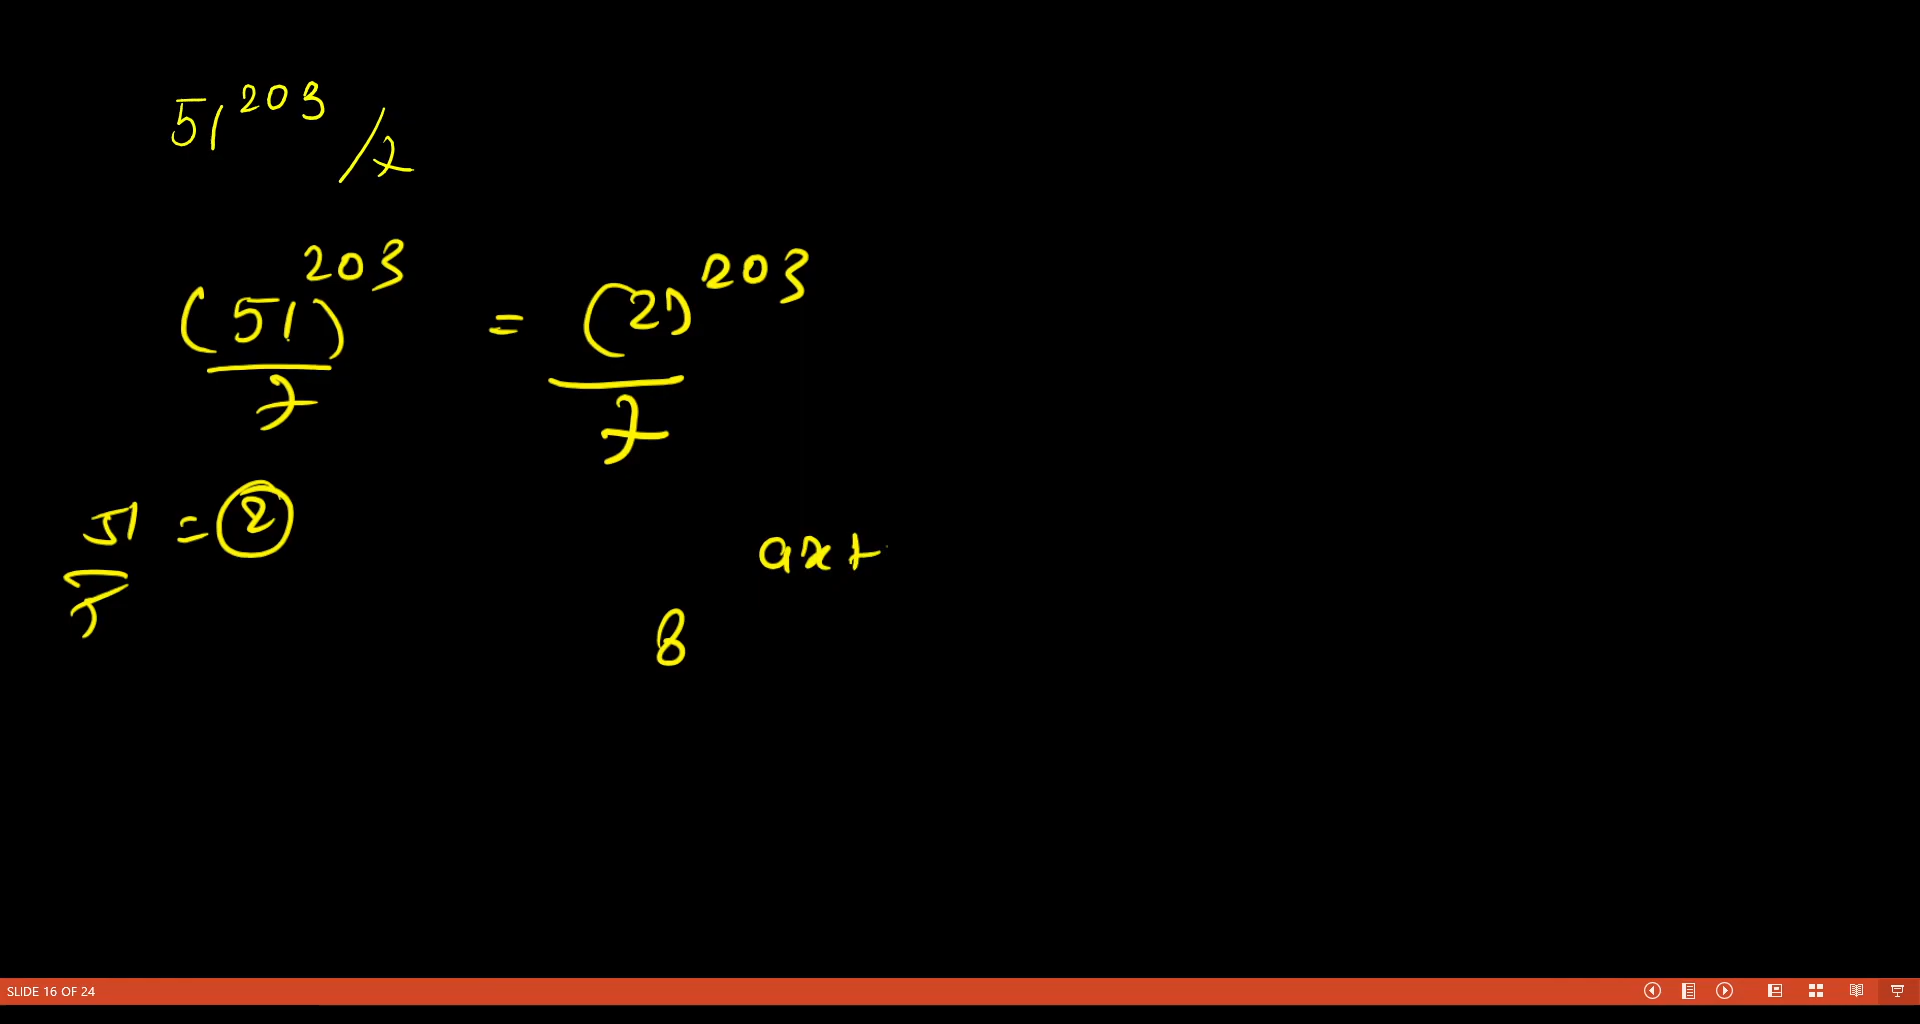 51^203 / 7
(51)^203 / 7 = (2)^203 / 7
51 / 7 = 2
ax+
8
SLIDE 16 OF 24